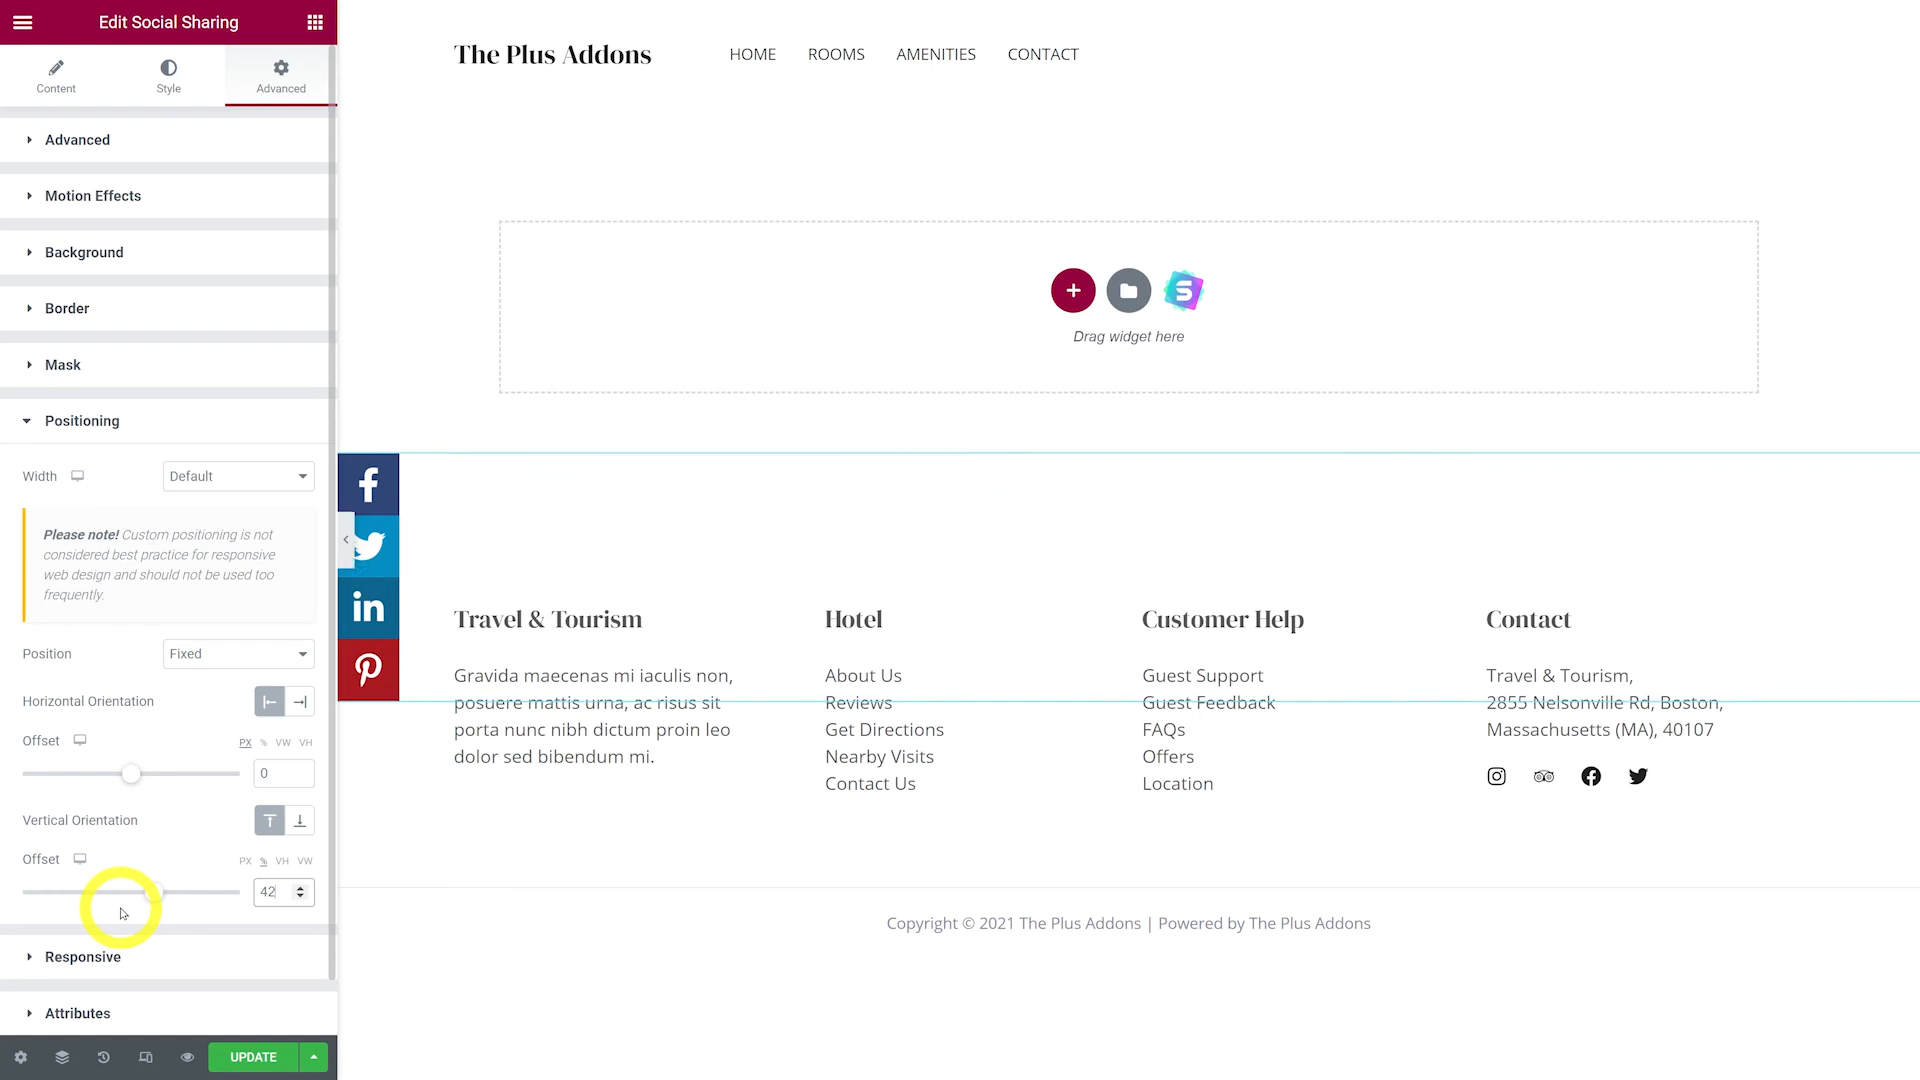 Edit Social Sharing
Content
Style
Advanced
Advanced
Motion Effects
Background
Border
Mask
Positioning
Width
Default
Please note! Custom positioning is not
considered best practice for responsive
web design and should not be used too
frequently.
Position
Fixed
Horizontal Orientation
Offset
PX % VW VH
0
Vertical Orientation
Offset
PX % VH VW
42
Responsive
Attributes
UPDATE
The Plus Addons
HOME
ROOMS
AMENITIES
CONTACT
Drag widget here
Travel & Tourism
Gravida maecenas mi iaculis non,
posuere mattis urna, ac risus sit
porta nunc nibh dictum proin leo
dolor sed bibendum mi.
Hotel
About Us
Reviews
Get Directions
Nearby Visits
Contact Us
Customer Help
Guest Support
Guest Feedback
FAQs
Offers
Location
Contact
Travel & Tourism,
2855 Nelsonville Rd, Boston,
Massachusetts (MA), 40107
Copyright © 2021 The Plus Addons | Powered by The Plus Addons